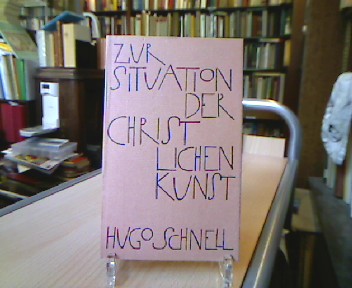 ZUR
SITUATION
DER
CHRIST
LICHEN
KUNST
HUGO SCHNELL